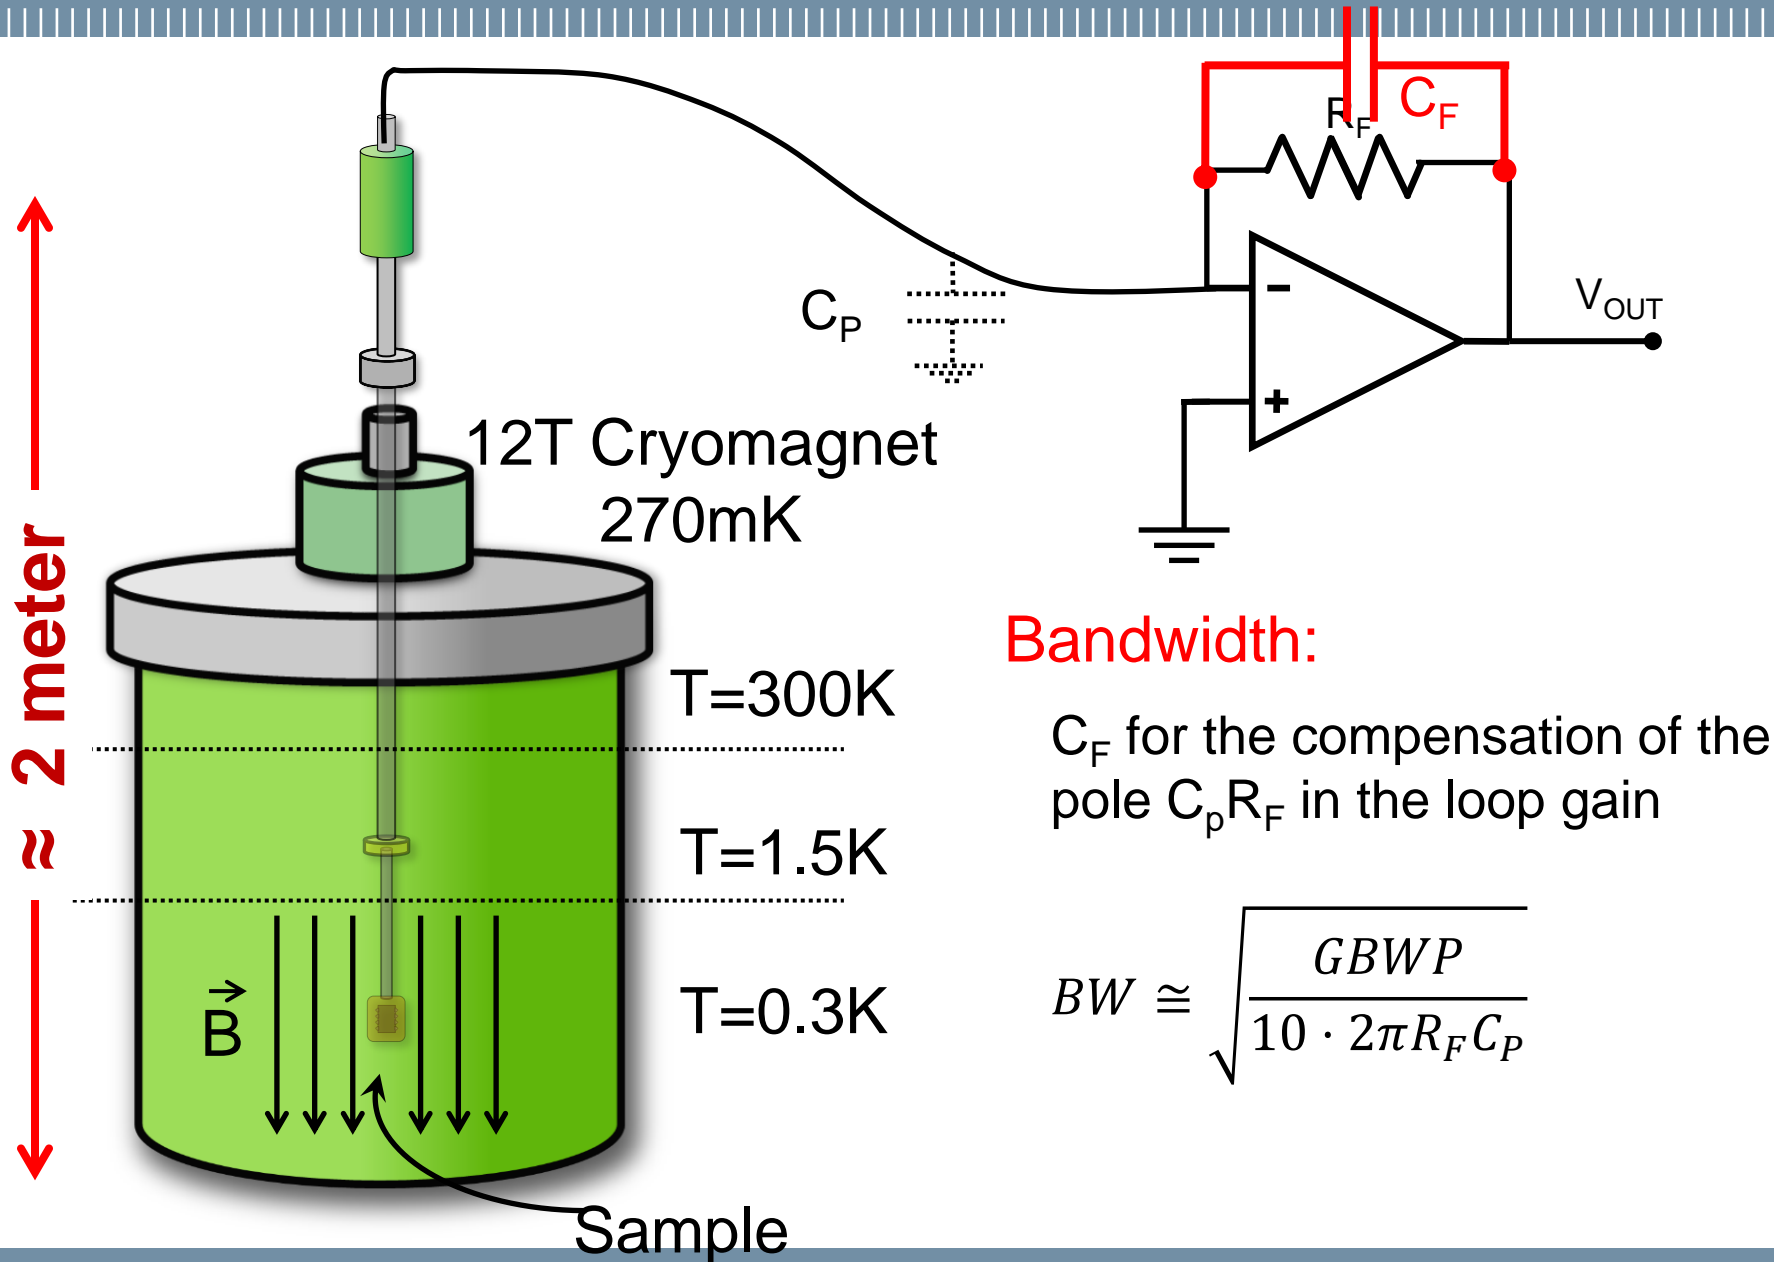 C_F
R_F
C_P
−
+
V_OUT
12T Cryomagnet
270mK
≈ 2 meter
T=300K
T=1.5K
T=0.3K
B⃗
Sample
Bandwidth:
C_F for the compensation of the
pole C_pR_F in the loop gain
BW ≅ √(GBWP / (10 · 2πR_FC_P))